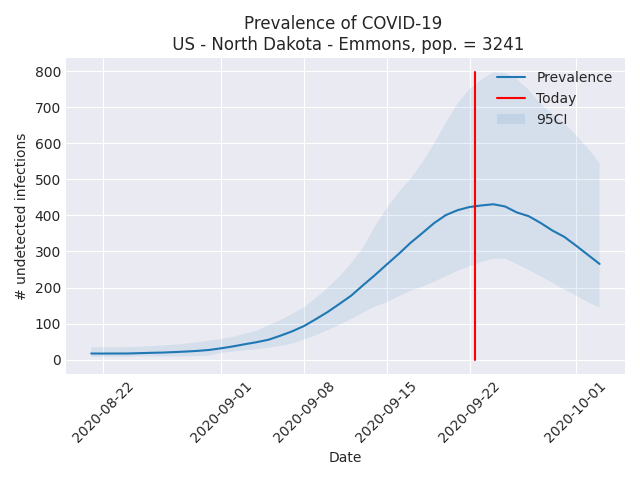 Prevalence of COVID-19
US - North Dakota - Emmons, pop. = 3241
800
700
600
500
400
300
200
100
0
# undetected infections
Prevalence
Today
95CI
2020-08-22
2020-09-01
2020-09-08
2020-09-15
2020-09-22
2020-10-01
Date